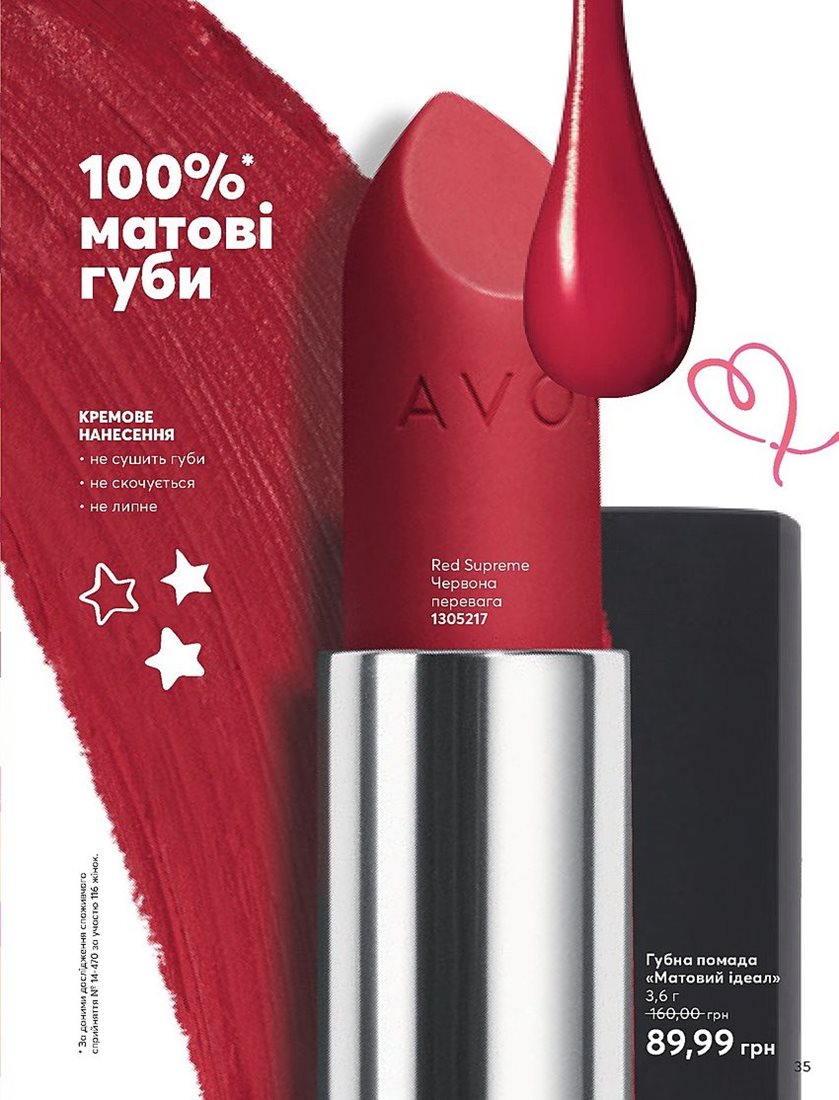 100%*
матові
губи
КРЕМОВЕ
НАНЕСЕННЯ
• не сушить губи
• не скочується
• не липне
AVO
Red Supreme
Червона
перевага
1305217
* За даними дослідження споживчого
сприйняття № 14-470 за участю 116 жінок.
Губна помада
«Матовий ідеал»
3,6 г
160,00 грн
89,99 грн
35